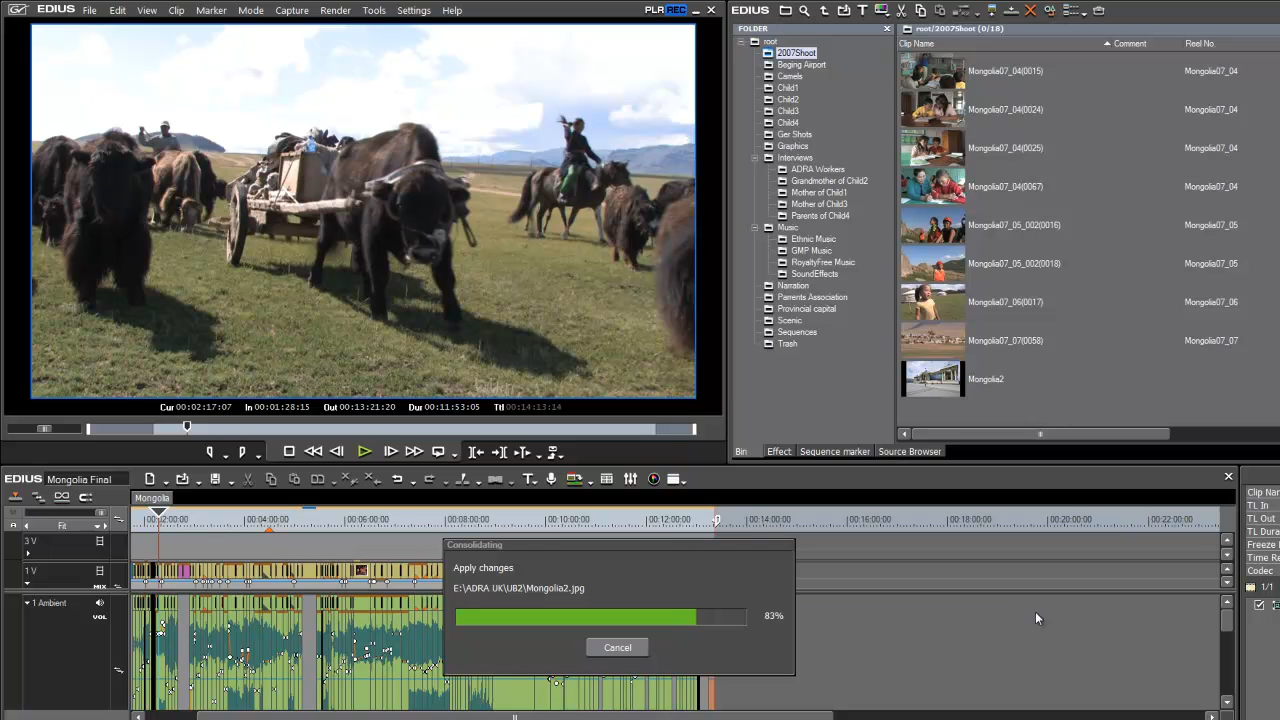 EDIUS File Edit View Clip Marker Mode Capture Render Tools Settings Help PLR REC
Cur 00:02:17:07 In 00:01:28:15 Out 00:13:21:20 Dur 00:11:53:05 Ttl 00:14:13:14
EDIUS
FOLDER
root
2007Shoot
Beging Airport
Camels
Child1
Child2
Child3
Child4
Ger Shots
Graphics
Interviews
ADRA Workers
Grandmother of Child2
Mother of Child1
Mother of Child3
Parents of Child4
Music
Ethnic Music
GMP Music
RoyaltyFree Music
SoundEffects
Narration
Parrents Association
Provincial capital
Scenic
Sequences
Trash
root/2007Shoot (0/18)
Clip Name Comment Reel No.
Mongolia07_04(0015) Mongolia07_04
Mongolia07_04(0024) Mongolia07_04
Mongolia07_04(0025) Mongolia07_04
Mongolia07_04(0067) Mongolia07_04
Mongolia07_05_002(0016) Mongolia07_05
Mongolia07_05_002(0018) Mongolia07_05
Mongolia07_06(0017) Mongolia07_06
Mongolia07_07(0058) Mongolia07_07
Mongolia2
Bin Effect Sequence marker Source Browser
EDIUS Mongolia Final
Mongolia
Fit
00:02:00:00 00:04:00:00 00:06:00:00 00:08:00:00 00:10:00:00 00:12:00:00 00:14:00:00 00:16:00:00 00:18:00:00 00:20:00:00 00:22:00:00
3 V
1 V
MIX
1 Ambient
VOL
Consolidating
Apply changes
E:\ADRA UK\UB2\Mongolia2.jpg
83%
Cancel
Clip Na
TL In
TL Out
TL Dura
Freeze
Time Re
Codec
1/1